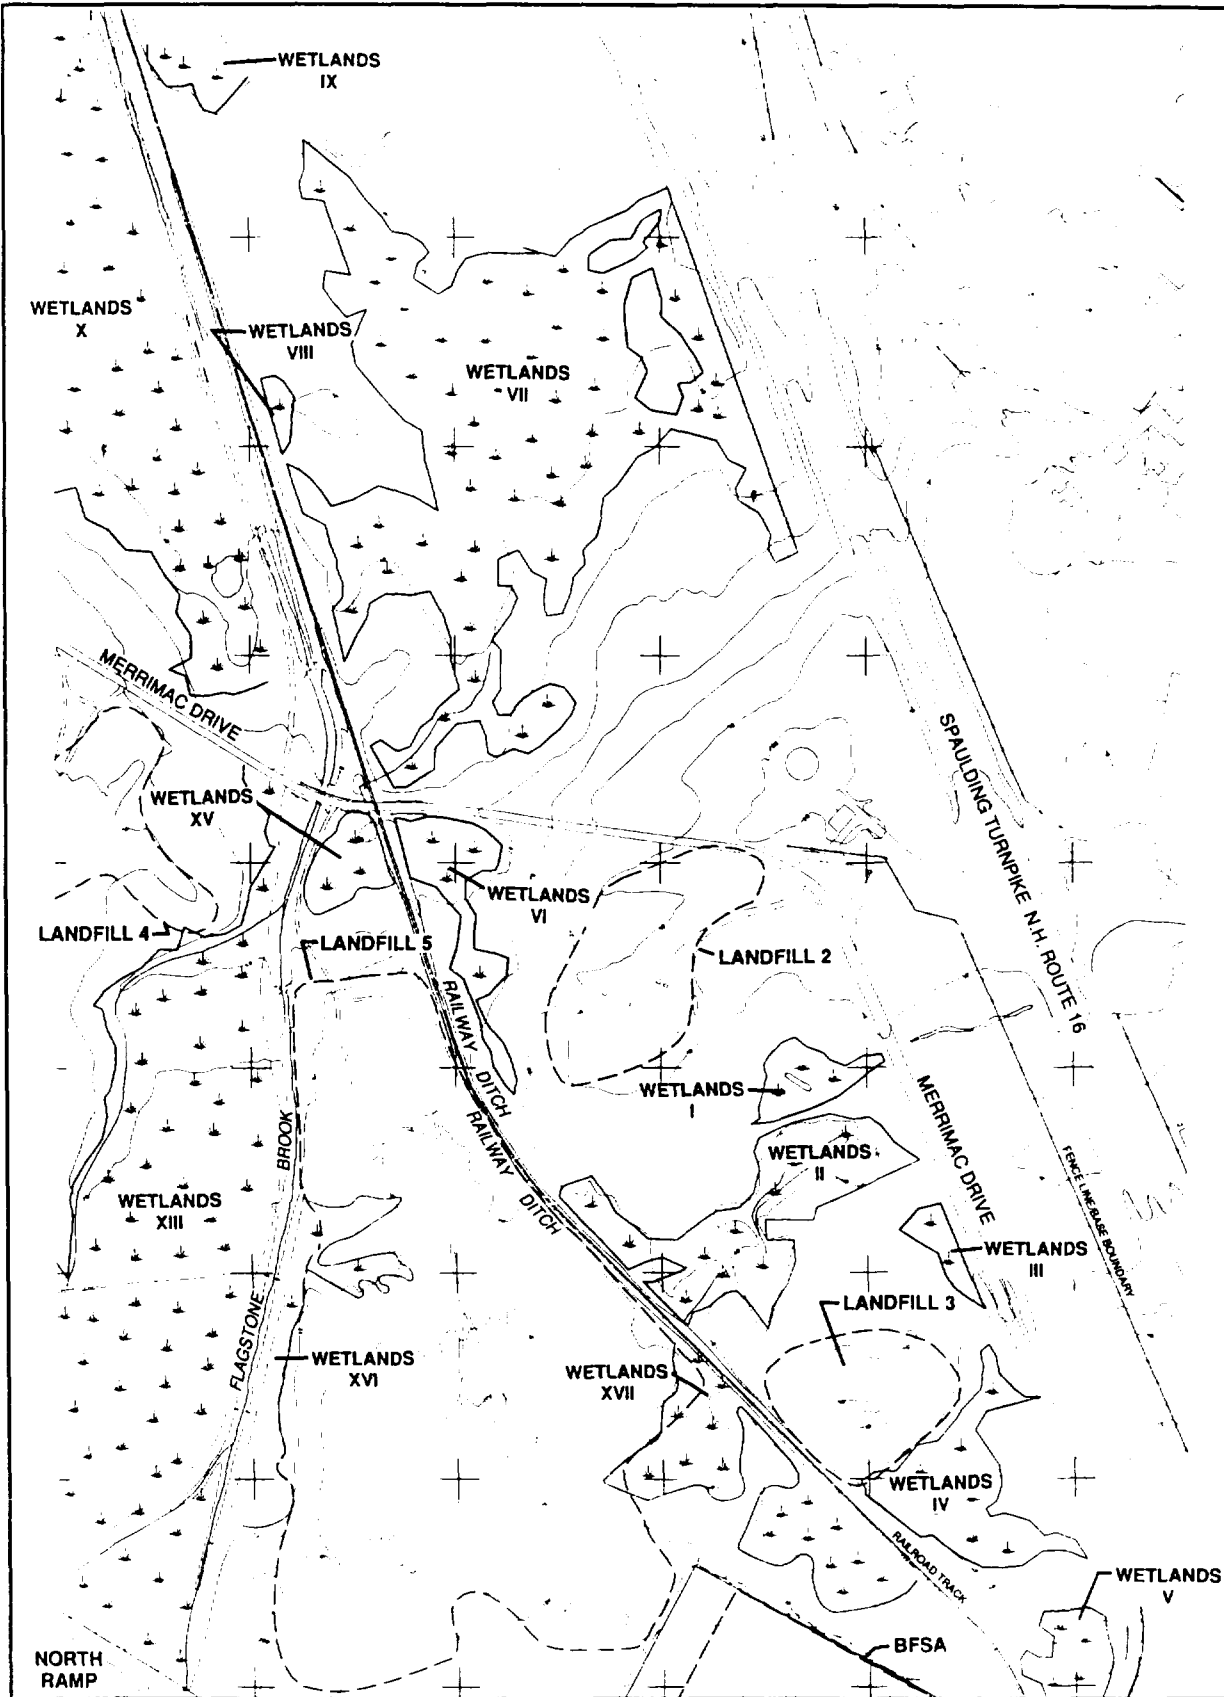 WETLANDS
IX
WETLANDS
X
WETLANDS
VIII
WETLANDS
VII
MERRIMAC DRIVE
SPAULDING TURNPIKE N.H. ROUTE 16
WETLANDS
XV
WETLANDS
VI
LANDFILL 4
LANDFILL 5
LANDFILL 2
RAILWAY DITCH
RAILWAY DITCH
WETLANDS
I
MERRIMAC DRIVE
BROOK
WETLANDS
II
FENCE LINE/BASE BOUNDARY
WETLANDS
XIII
WETLANDS
III
LANDFILL 3
FLAGSTONE
WETLANDS
XVI
WETLANDS
XVII
WETLANDS
IV
RAILROAD TRACK
WETLANDS
V
BFSA
NORTH
RAMP